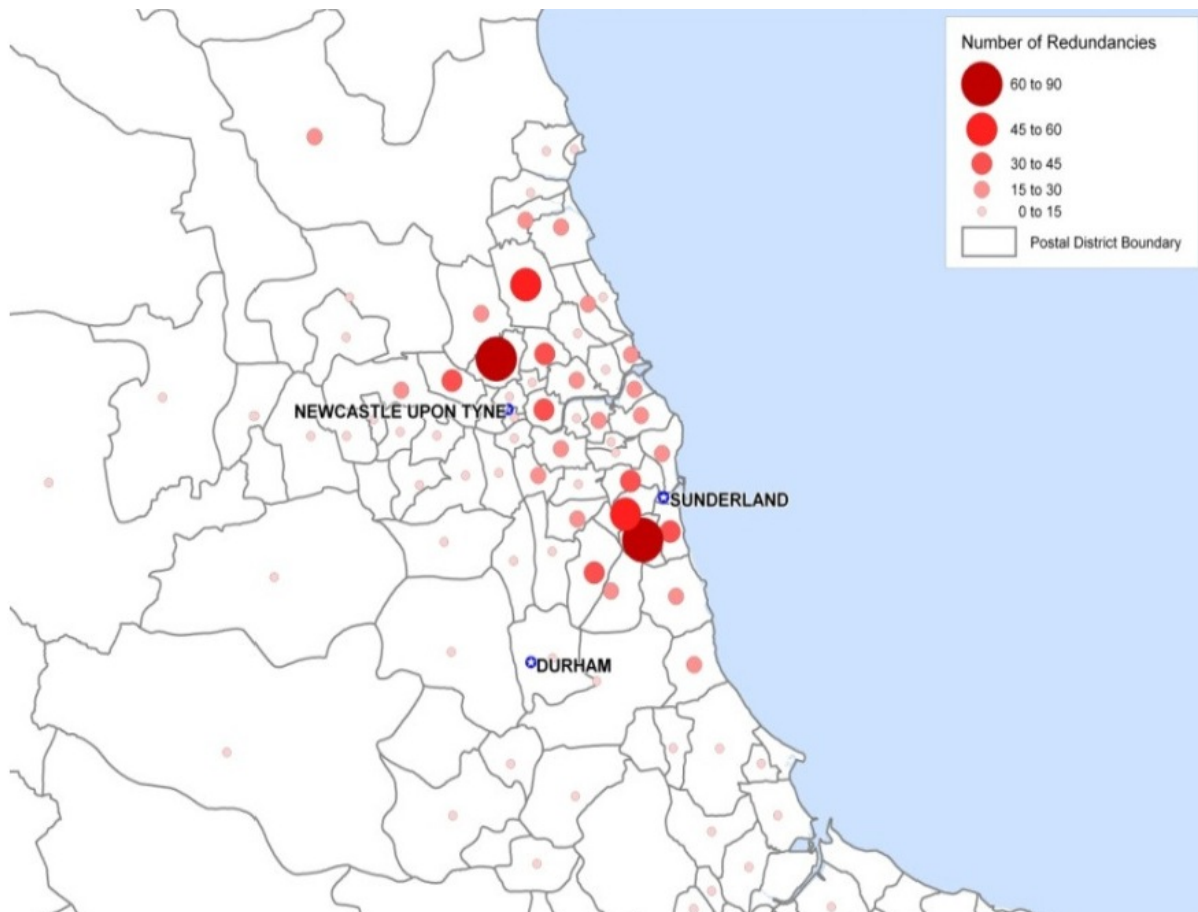 Number of Redundancies
60 to 90
45 to 60
30 to 45
15 to 30
0 to 15
Postal District Boundary
NEWCASTLE UPON TYNE
SUNDERLAND
DURHAM